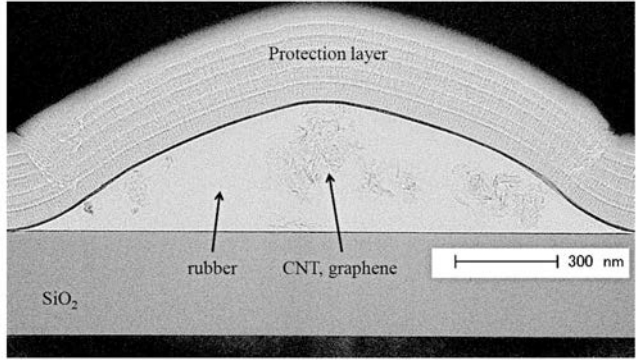 Protection layer
rubber
CNT, graphene
300 nm
SiO₂